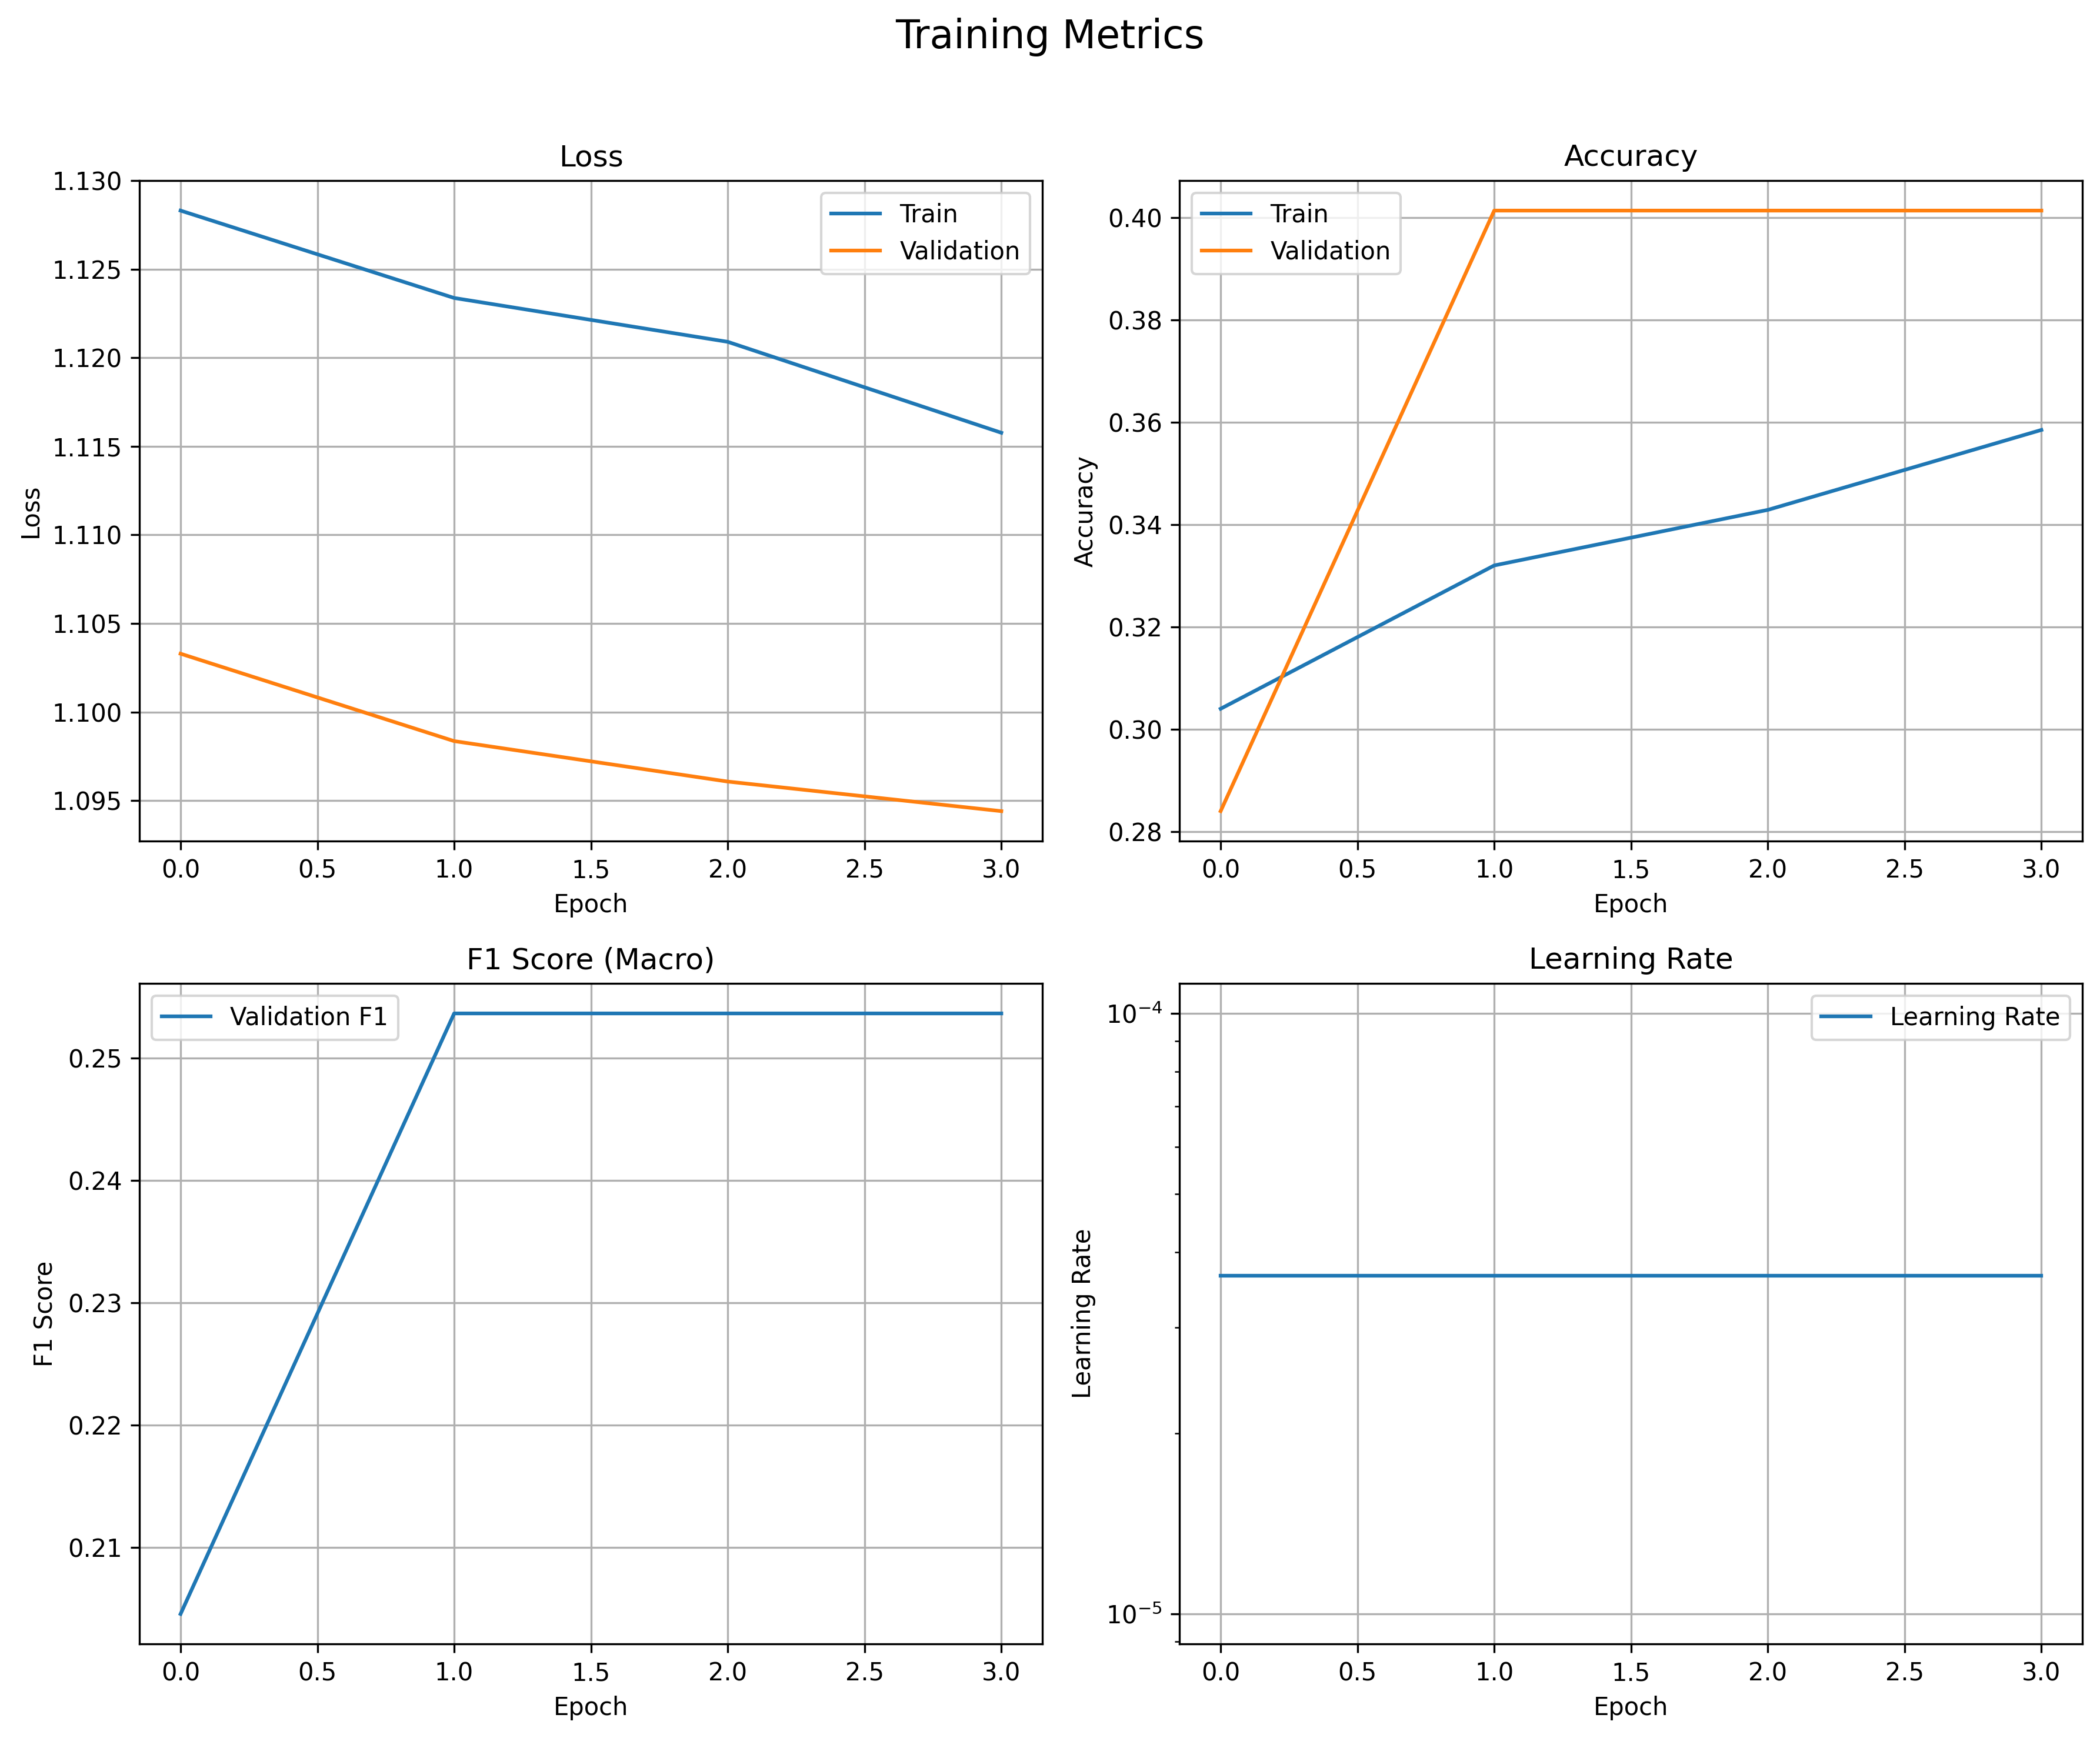 Training Metrics
Loss
1.130
1.125
1.120
1.115
1.110
1.105
1.100
1.095
Loss
Train
Validation
0.0 0.5 1.0 1.5 2.0 2.5 3.0
Epoch
Accuracy
0.40
0.38
0.36
0.34
0.32
0.30
0.28
Accuracy
Train
Validation
0.0 0.5 1.0 1.5 2.0 2.5 3.0
Epoch
F1 Score (Macro)
0.25
0.24
0.23
0.22
0.21
F1 Score
Validation F1
0.0 0.5 1.0 1.5 2.0 2.5 3.0
Epoch
Learning Rate
10⁻⁴
10⁻⁵
Learning Rate
Learning Rate
0.0 0.5 1.0 1.5 2.0 2.5 3.0
Epoch